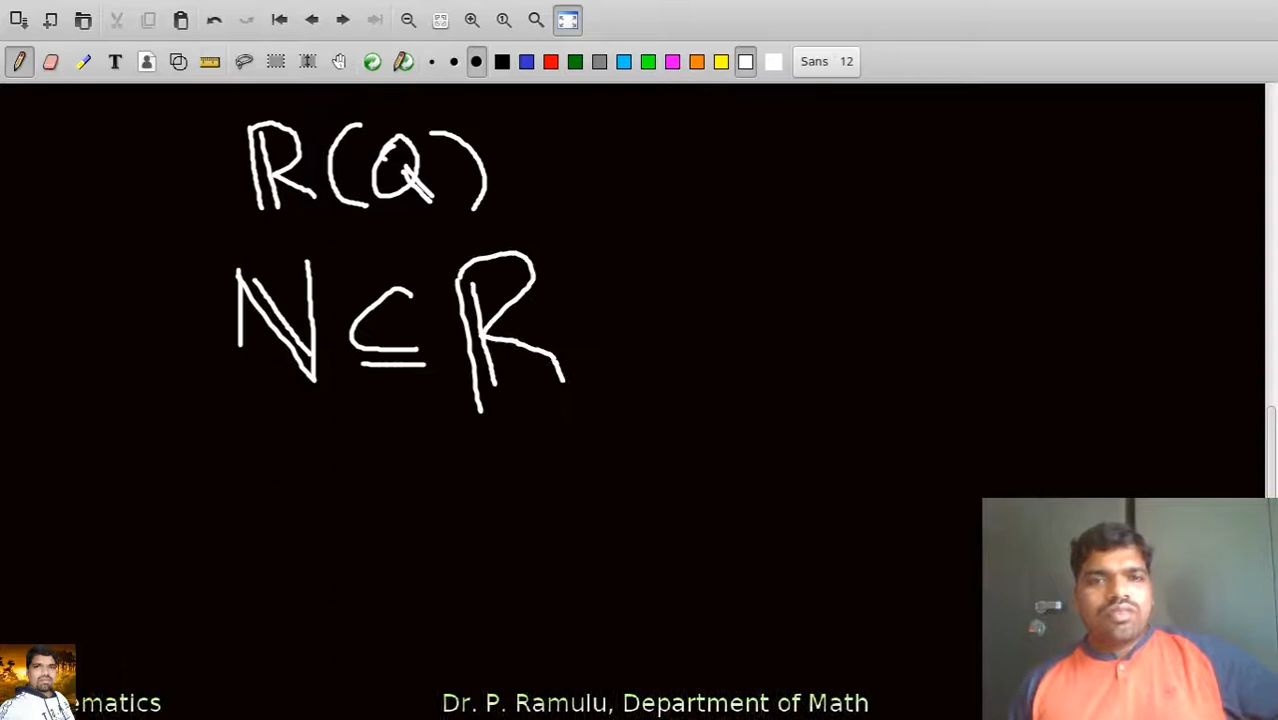 Sans 12
ℝ(ℚ)
ℕ ⊆ ℝ
ematics
Dr. P. Ramulu, Department of Math